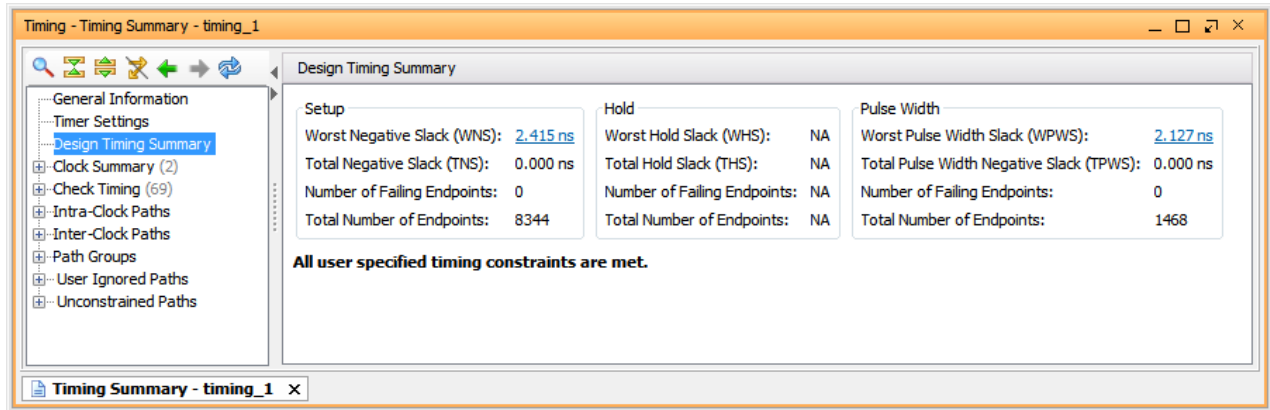 Timing - Timing Summary - timing_1
General Information
Timer Settings
Design Timing Summary
Clock Summary (2)
Check Timing (69)
Intra-Clock Paths
Inter-Clock Paths
Path Groups
User Ignored Paths
Unconstrained Paths
Design Timing Summary
Setup
Worst Negative Slack (WNS): 2.415 ns
Total Negative Slack (TNS): 0.000 ns
Number of Failing Endpoints: 0
Total Number of Endpoints: 8344
Hold
Worst Hold Slack (WHS): NA
Total Hold Slack (THS): NA
Number of Failing Endpoints: NA
Total Number of Endpoints: NA
Pulse Width
Worst Pulse Width Slack (WPWS): 2.127 ns
Total Pulse Width Negative Slack (TPWS): 0.000 ns
Number of Failing Endpoints: 0
Total Number of Endpoints: 1468
All user specified timing constraints are met.
Timing Summary - timing_1